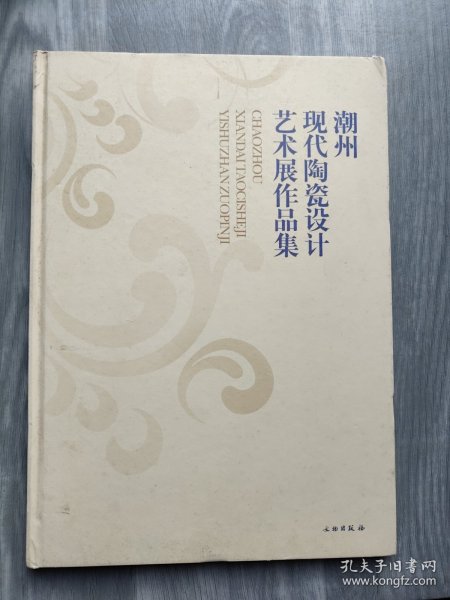 潮州
现代陶瓷设计
艺术展作品集
CHAOZHOU
XIANDAITAOCISHEJI
YISHUZHANZUOPINJI
文物出版社
孔夫子旧书网
www.kongfz.com